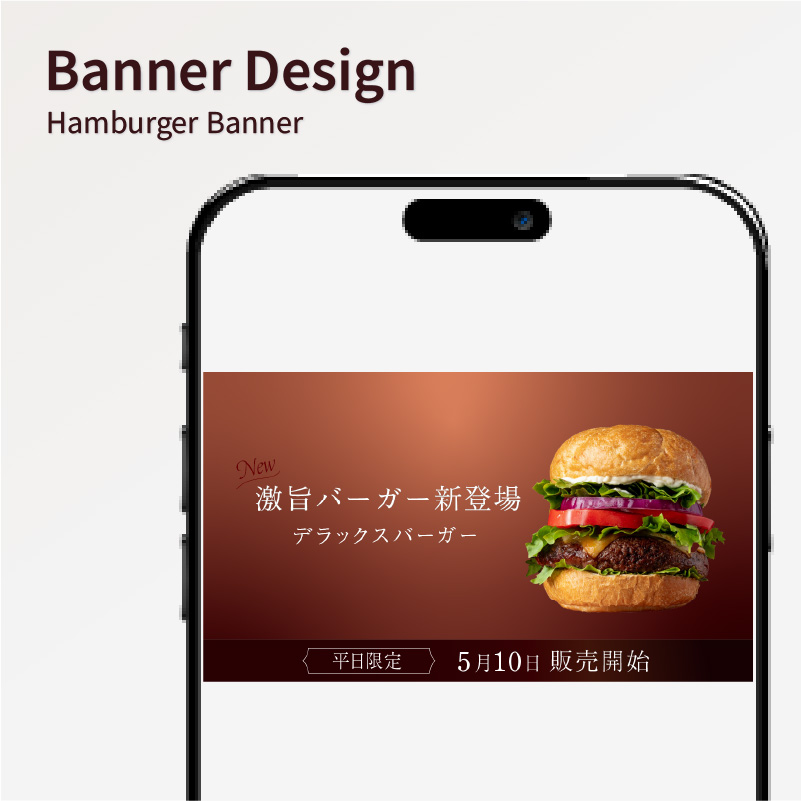 Banner Design
Hamburger Banner
New
激旨バーガー新登場
デラックスバーガー
平日限定 5月10日 販売開始